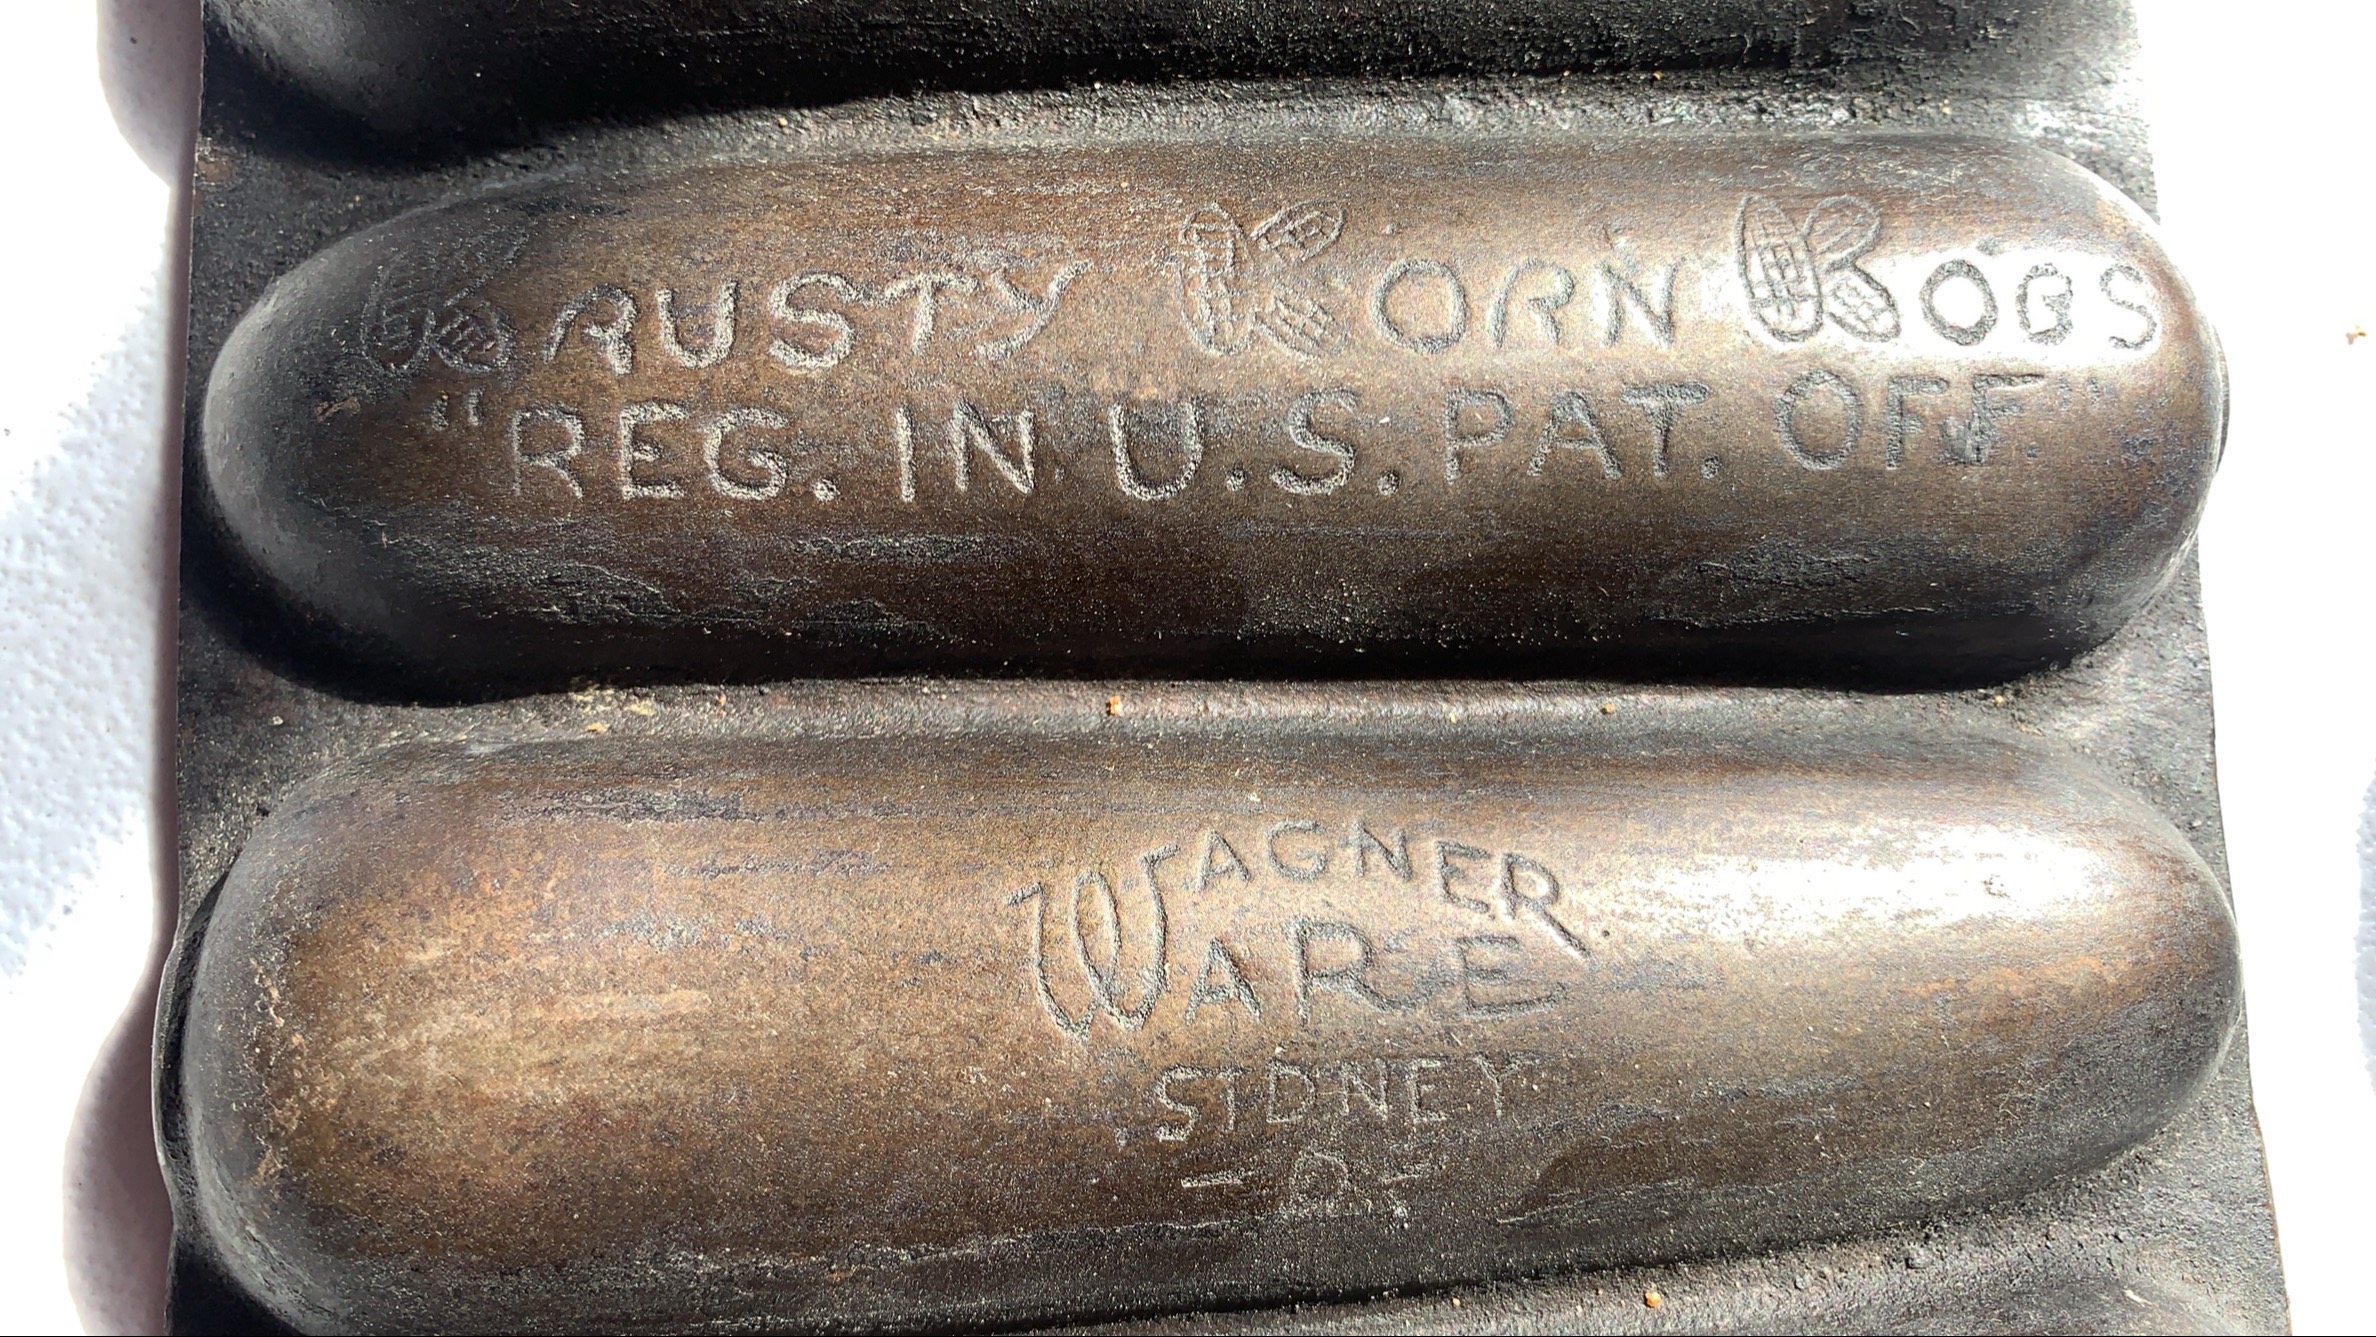 KRUSTY KORN KOBS
"REG. IN U.S. PAT. OFF."
WAGNER
WARE
SIDNEY
-O-